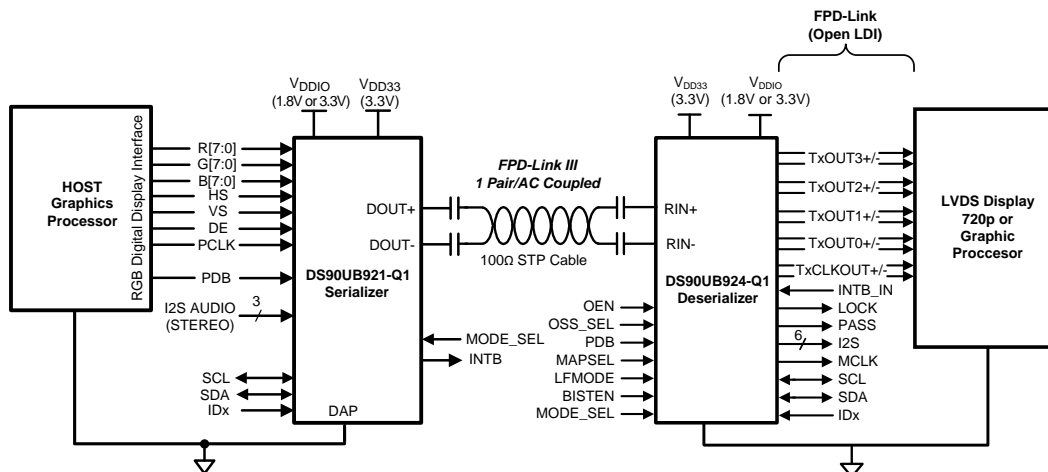 FPD-Link
(Open LDI)
VDDIO
(1.8V or 3.3V)
VDD33
(3.3V)
VDD33
(3.3V)
VDDIO
(1.8V or 3.3V)
HOST
Graphics
Processor
RGB Digital Display Interface
R[7:0]
G[7:0]
B[7:0]
HS
VS
DE
PCLK
PDB
I2S AUDIO
(STEREO)
3
SCL
SDA
IDx
DOUT+
DOUT-
DS90UB921-Q1
Serializer
DAP
MODE_SEL
INTB
FPD-Link III
1 Pair/AC Coupled
100Ω STP Cable
RIN+
RIN-
DS90UB924-Q1
Deserializer
OEN
OSS_SEL
PDB
MAPSEL
LFMODE
BISTEN
MODE_SEL
TxOUT3+/-
TxOUT2+/-
TxOUT1+/-
TxOUT0+/-
TxCLKOUT+/-
INTB_IN
LOCK
PASS
6
I2S
MCLK
SCL
SDA
IDx
LVDS Display
720p or
Graphic
Proccesor